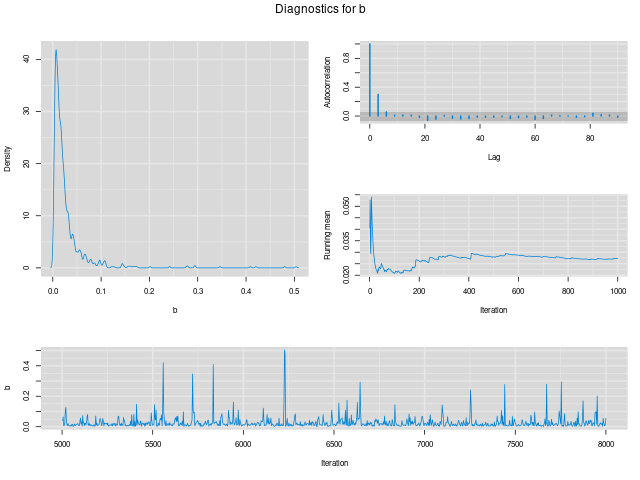 Diagnostics for b
Density
0 10 20 30 40
0.0 0.1 0.2 0.3 0.4 0.5
b
Autocorrelation
0.0 0.4 0.8
0 20 40 60 80
Lag
Running mean
0.020 0.035 0.050
0 200 400 600 800 1000
Iteration
b
0.0 0.2 0.4
5000 5500 6000 6500 7000 7500 8000
Iteration